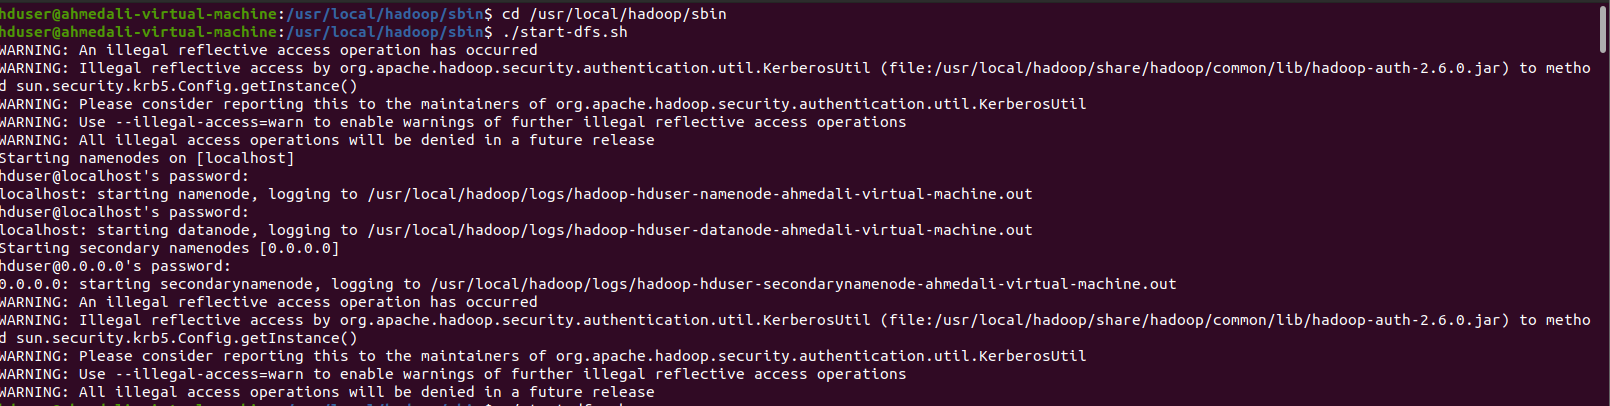 hduser@ahmedali-virtual-machine:/usr/local/hadoop/sbin$ cd /usr/local/hadoop/sbin
hduser@ahmedali-virtual-machine:/usr/local/hadoop/sbin$ ./start-dfs.sh
WARNING: An illegal reflective access operation has occurred
WARNING: Illegal reflective access by org.apache.hadoop.security.authentication.util.KerberosUtil (file:/usr/local/hadoop/share/hadoop/common/lib/hadoop-auth-2.6.0.jar) to metho
d sun.security.krb5.Config.getInstance()
WARNING: Please consider reporting this to the maintainers of org.apache.hadoop.security.authentication.util.KerberosUtil
WARNING: Use --illegal-access=warn to enable warnings of further illegal reflective access operations
WARNING: All illegal access operations will be denied in a future release
Starting namenodes on [localhost]
hduser@localhost's password:
localhost: starting namenode, logging to /usr/local/hadoop/logs/hadoop-hduser-namenode-ahmedali-virtual-machine.out
hduser@localhost's password:
localhost: starting datanode, logging to /usr/local/hadoop/logs/hadoop-hduser-datanode-ahmedali-virtual-machine.out
Starting secondary namenodes [0.0.0.0]
hduser@0.0.0.0's password:
0.0.0.0: starting secondarynamenode, logging to /usr/local/hadoop/logs/hadoop-hduser-secondarynamenode-ahmedali-virtual-machine.out
WARNING: An illegal reflective access operation has occurred
WARNING: Illegal reflective access by org.apache.hadoop.security.authentication.util.KerberosUtil (file:/usr/local/hadoop/share/hadoop/common/lib/hadoop-auth-2.6.0.jar) to metho
d sun.security.krb5.Config.getInstance()
WARNING: Please consider reporting this to the maintainers of org.apache.hadoop.security.authentication.util.KerberosUtil
WARNING: Use --illegal-access=warn to enable warnings of further illegal reflective access operations
WARNING: All illegal access operations will be denied in a future release